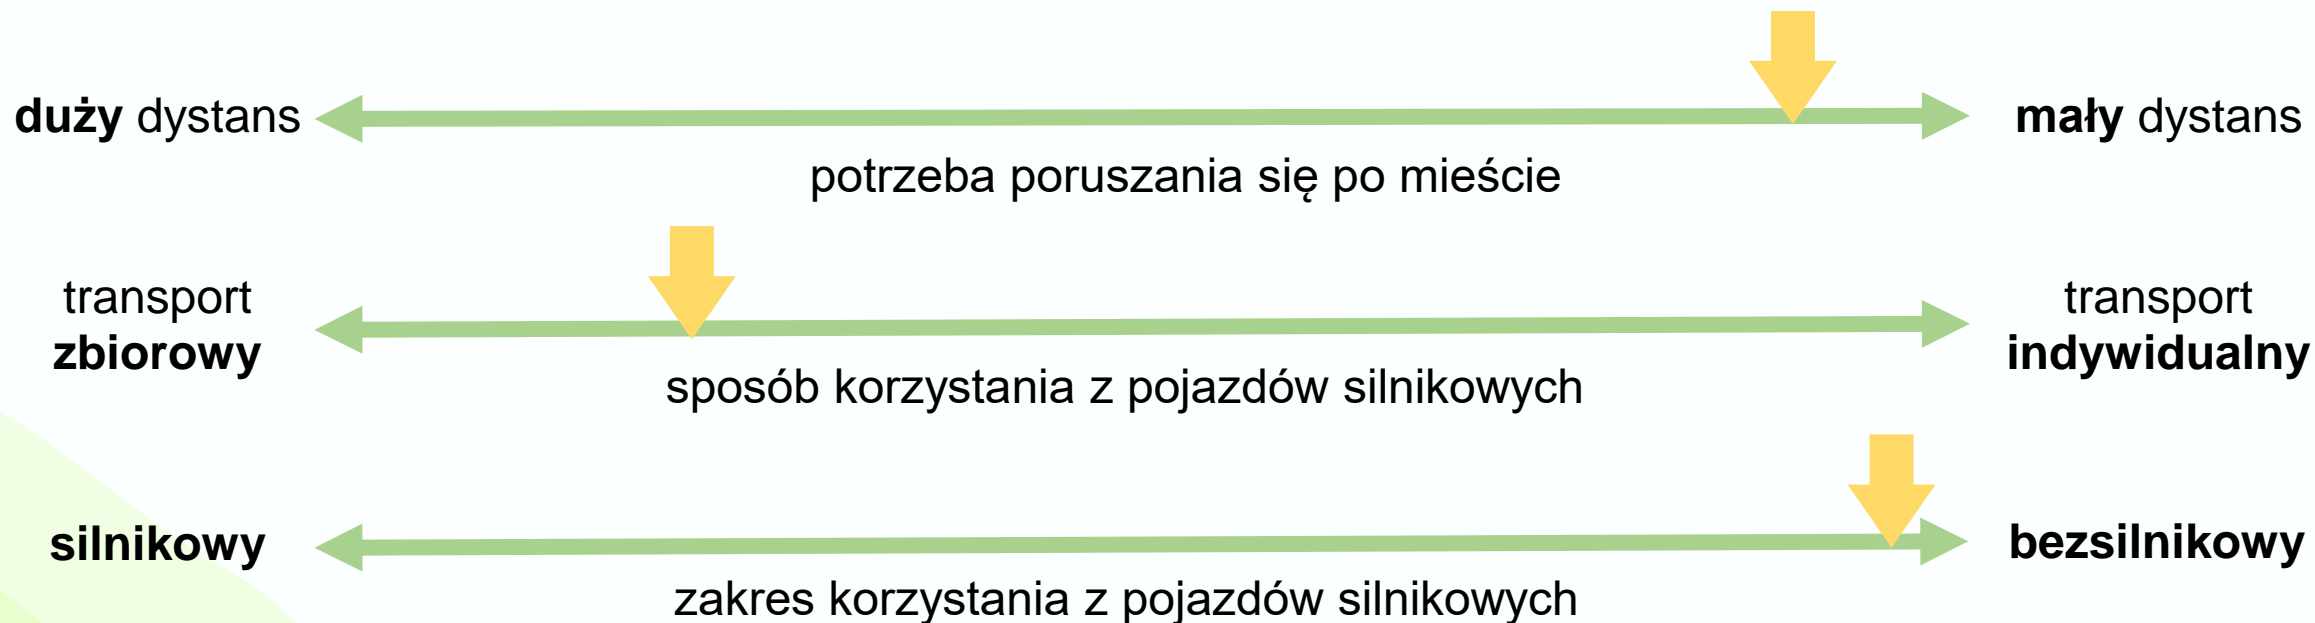 duży dystans
mały dystans
potrzeba poruszania się po mieście
transport
zbiorowy
transport
indywidualny
sposób korzystania z pojazdów silnikowych
silnikowy
bezsilnikowy
zakres korzystania z pojazdów silnikowych